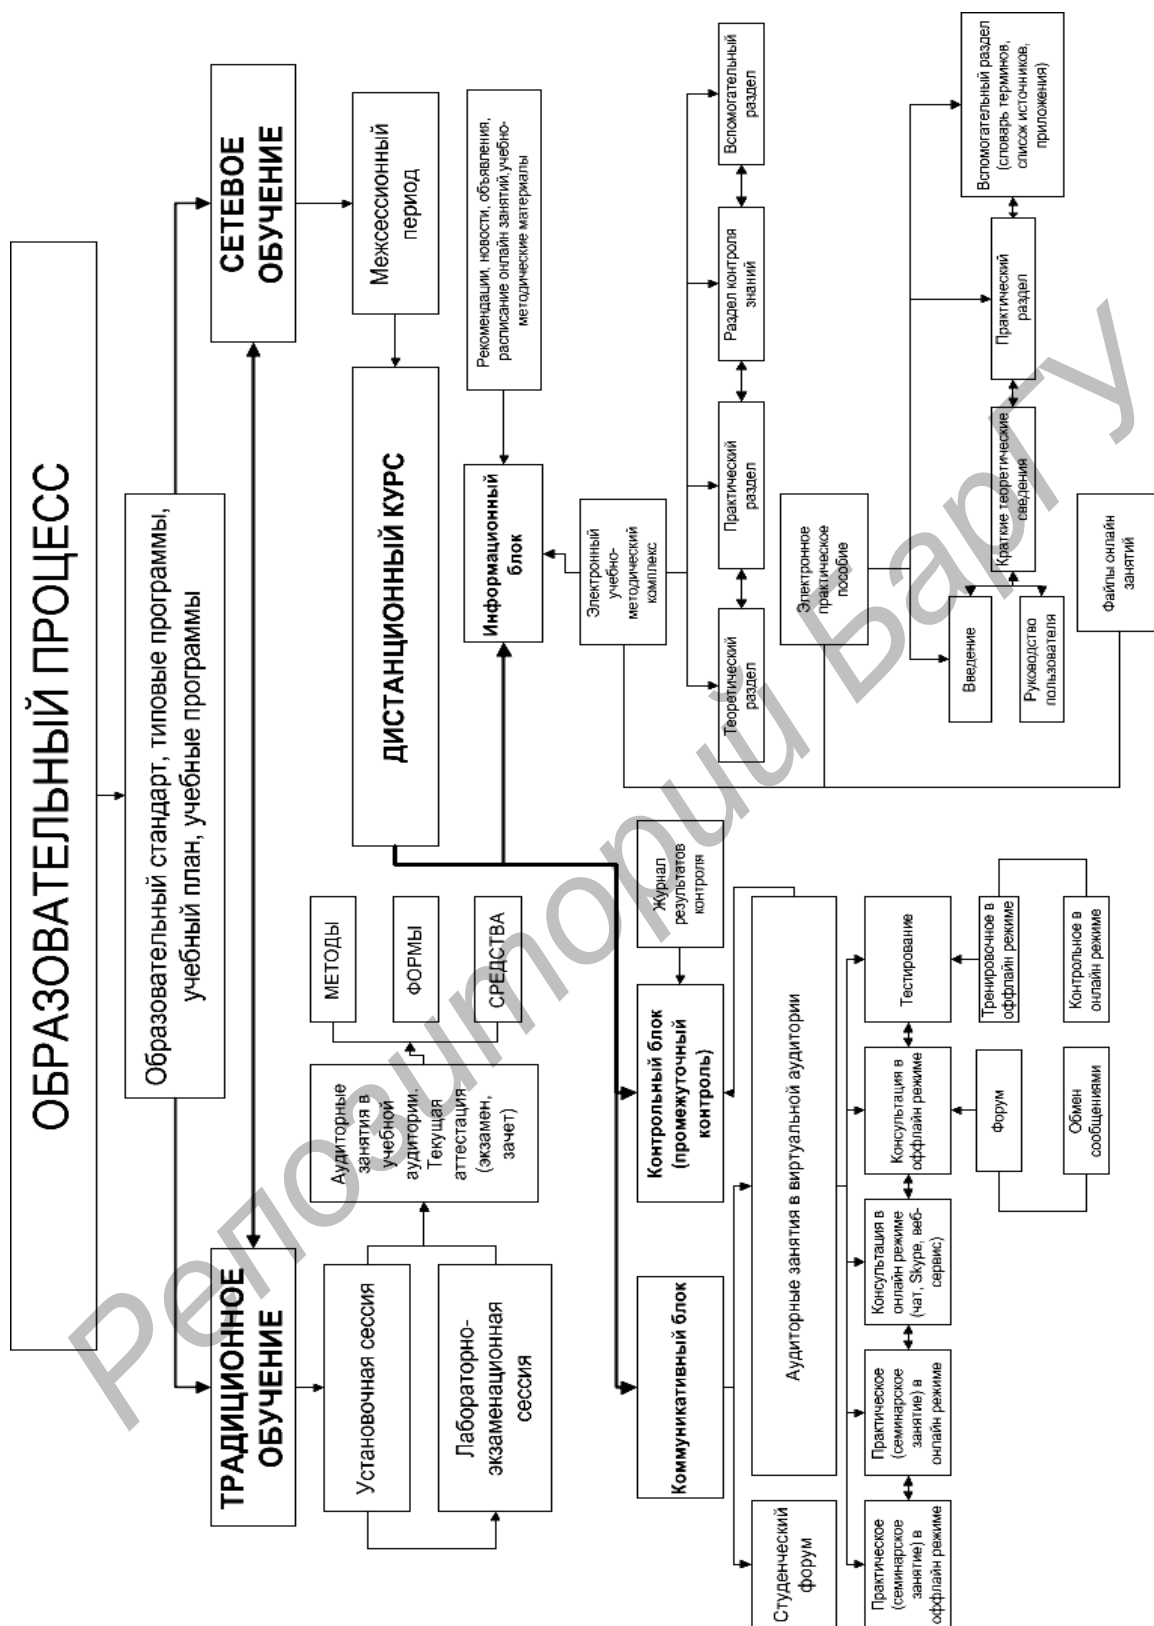 ОБРАЗОВАТЕЛЬНЫЙ ПРОЦЕСС
Образовательный стандарт, типовые программы,
учебный план, учебные программы
ТРАДИЦИОННОЕ
ОБУЧЕНИЕ
СЕТЕВОЕ
ОБУЧЕНИЕ
Установочная сессия
Лабораторно-
экзаменационная
сессия
Аудиторные
занятия в
учебной
аудитории.
Текущая
аттестация
(экзамен,
зачет)
МЕТОДЫ
ФОРМЫ
СРЕДСТВА
Межсессионный
период
ДИСТАНЦИОННЫЙ КУРС
Рекомендации, новости, объявления,
расписание онлайн занятий,учебно-
методические материалы
Информационный
блок
Коммуникативный блок
Контрольный блок
(промежуточный
контроль)
Журнал
результатов
контроля
Электронный
учебно-
методический
комплекс
Теоретический
раздел
Практический
раздел
Раздел контроля
знаний
Вспомогательный
раздел
Студенческий
форум
Аудиторные занятия в виртуальной аудитории
Электронное
практическое
пособие
Практическое
(семинарское
занятие) в
оффлайн режиме
Практическое
(семинарское
занятие) в
онлайн режиме
Консультация в
онлайн режиме
(чат, Skype, веб-
сервис)
Консультация в
оффлайн режиме
Тестирование
Введение
Руководство
пользователя
Краткие теоретические
сведения
Практический
раздел
Вспомогательный раздел
(словарь терминов,
список источников,
приложения)
Форум
Обмен
сообщениями
Тренировочное в
оффлайн режиме
Контрольное в
онлайн режиме
Файлы онлайн
занятий
Репозиторий БарГУ